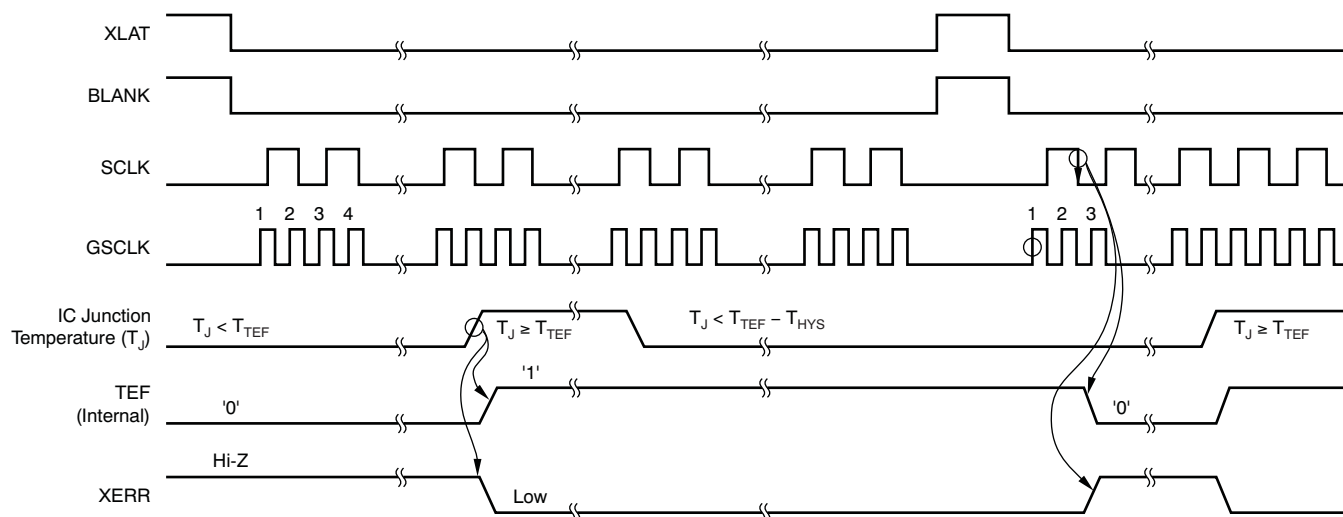 XLAT
BLANK
SCLK
1 2 3 4 1 2 3
GSCLK
IC Junction
Temperature (TJ)
TJ < TTEF
TJ ≥ TTEF
TJ < TTEF – THYS
TJ ≥ TTEF
TEF
(Internal)
'0'
'1'
'0'
XERR
Hi-Z
Low